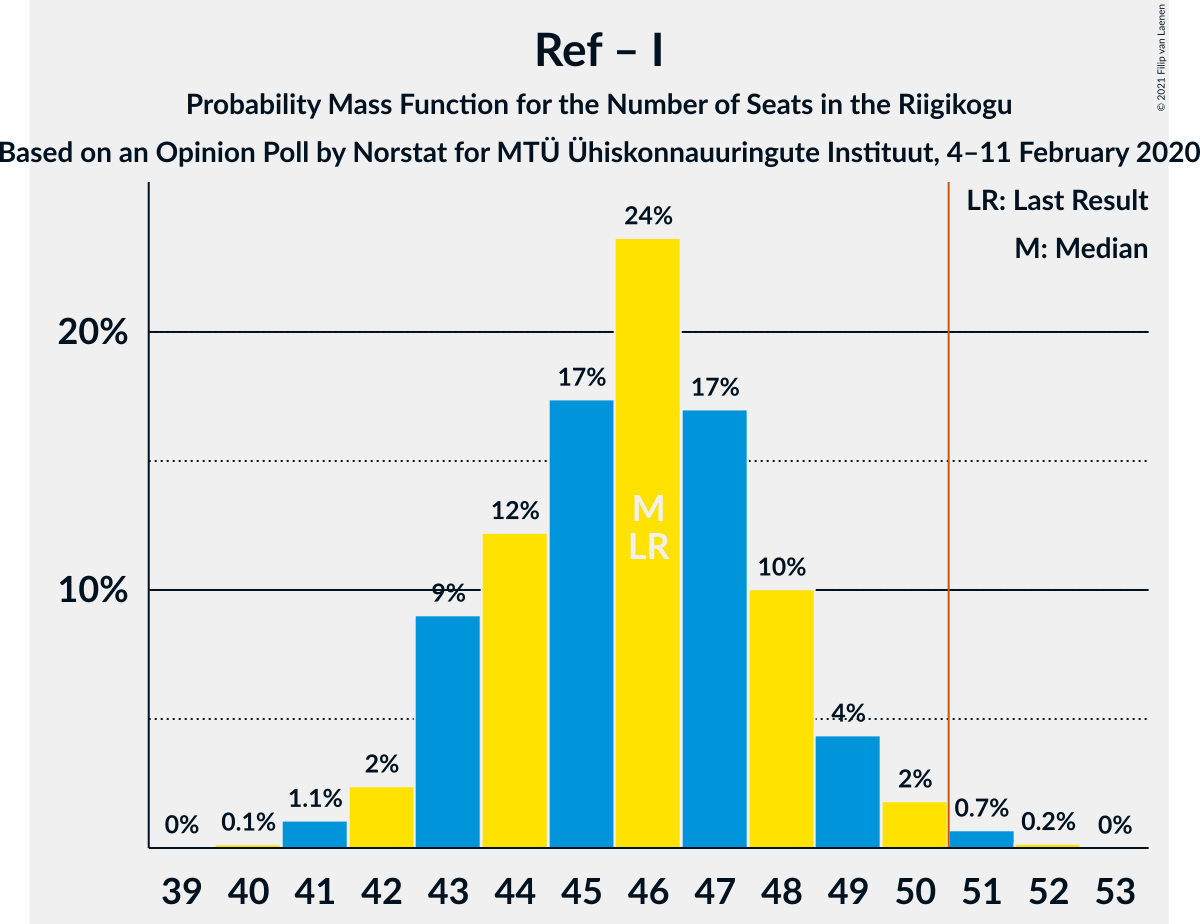 Ref – I
Probability Mass Function for the Number of Seats in the Riigikogu
Based on an Opinion Poll by Norstat for MTÜ Ühiskonnauuringute Instituut, 4–11 February 2020
© 2021 Filip van Laenen
LR: Last Result
M: Median
20%
10%
0%
0.1%
1.1%
2%
9%
12%
17%
24%
17%
10%
4%
2%
0.7%
0.2%
0%
M
LR
39 40 41 42 43 44 45 46 47 48 49 50 51 52 53